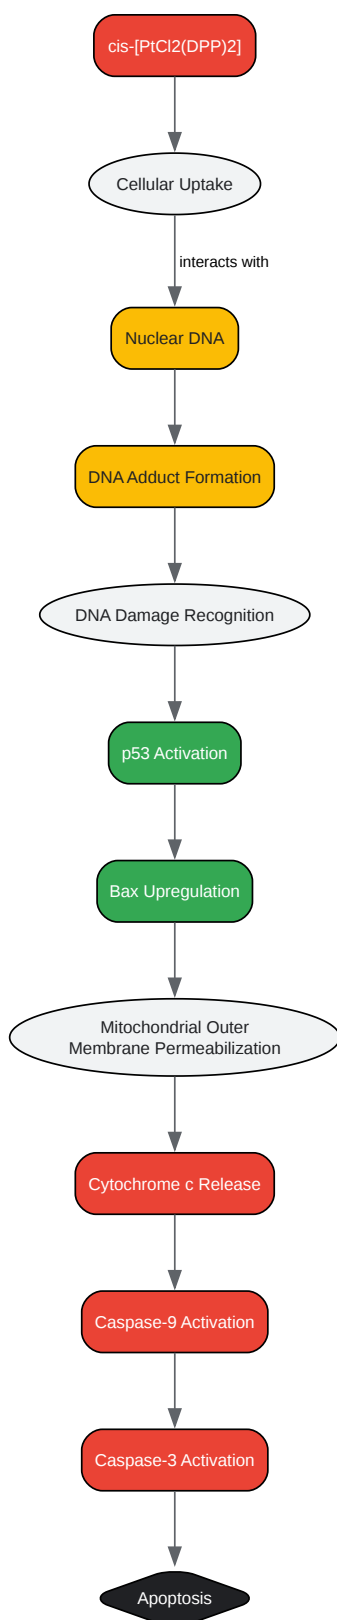 cis-[PtCl2(DPP)2]
Cellular Uptake
interacts with
Nuclear DNA
DNA Adduct Formation
DNA Damage Recognition
p53 Activation
Bax Upregulation
Mitochondrial Outer
Membrane Permeabilization
Cytochrome c Release
Caspase-9 Activation
Caspase-3 Activation
Apoptosis